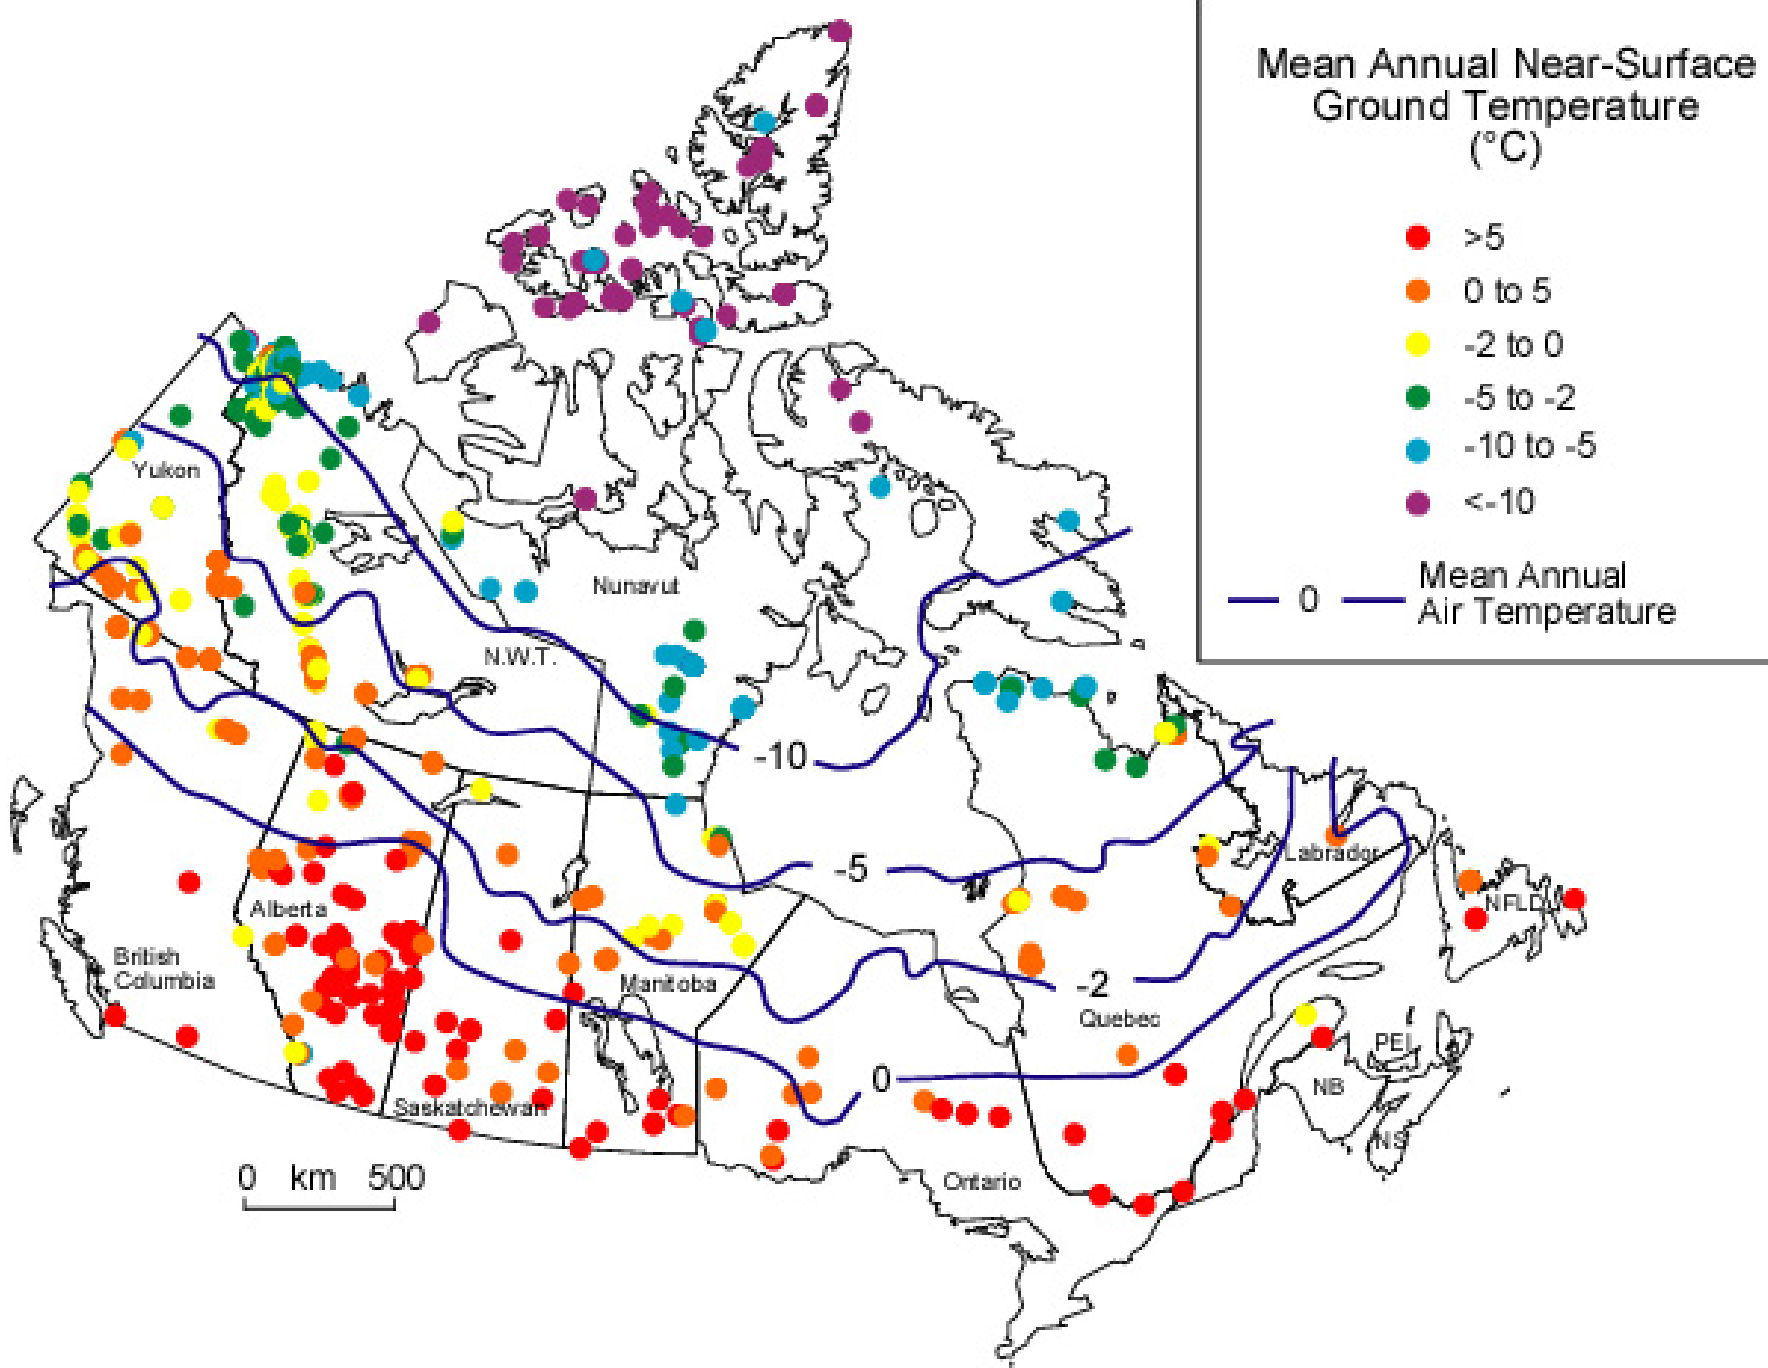 Mean Annual Near-Surface
Ground Temperature
(°C)
>5
0 to 5
-2 to 0
-5 to -2
-10 to -5
<-10
0
Mean Annual
Air Temperature
Yukon
Nunavut
N.W.T.
-10
-5
Labrador
NFLD
Alberta
British
Columbia
Manitoba
-2
Quebec
PEI
0
NB
Saskatchewan
NS
Ontario
0 km 500